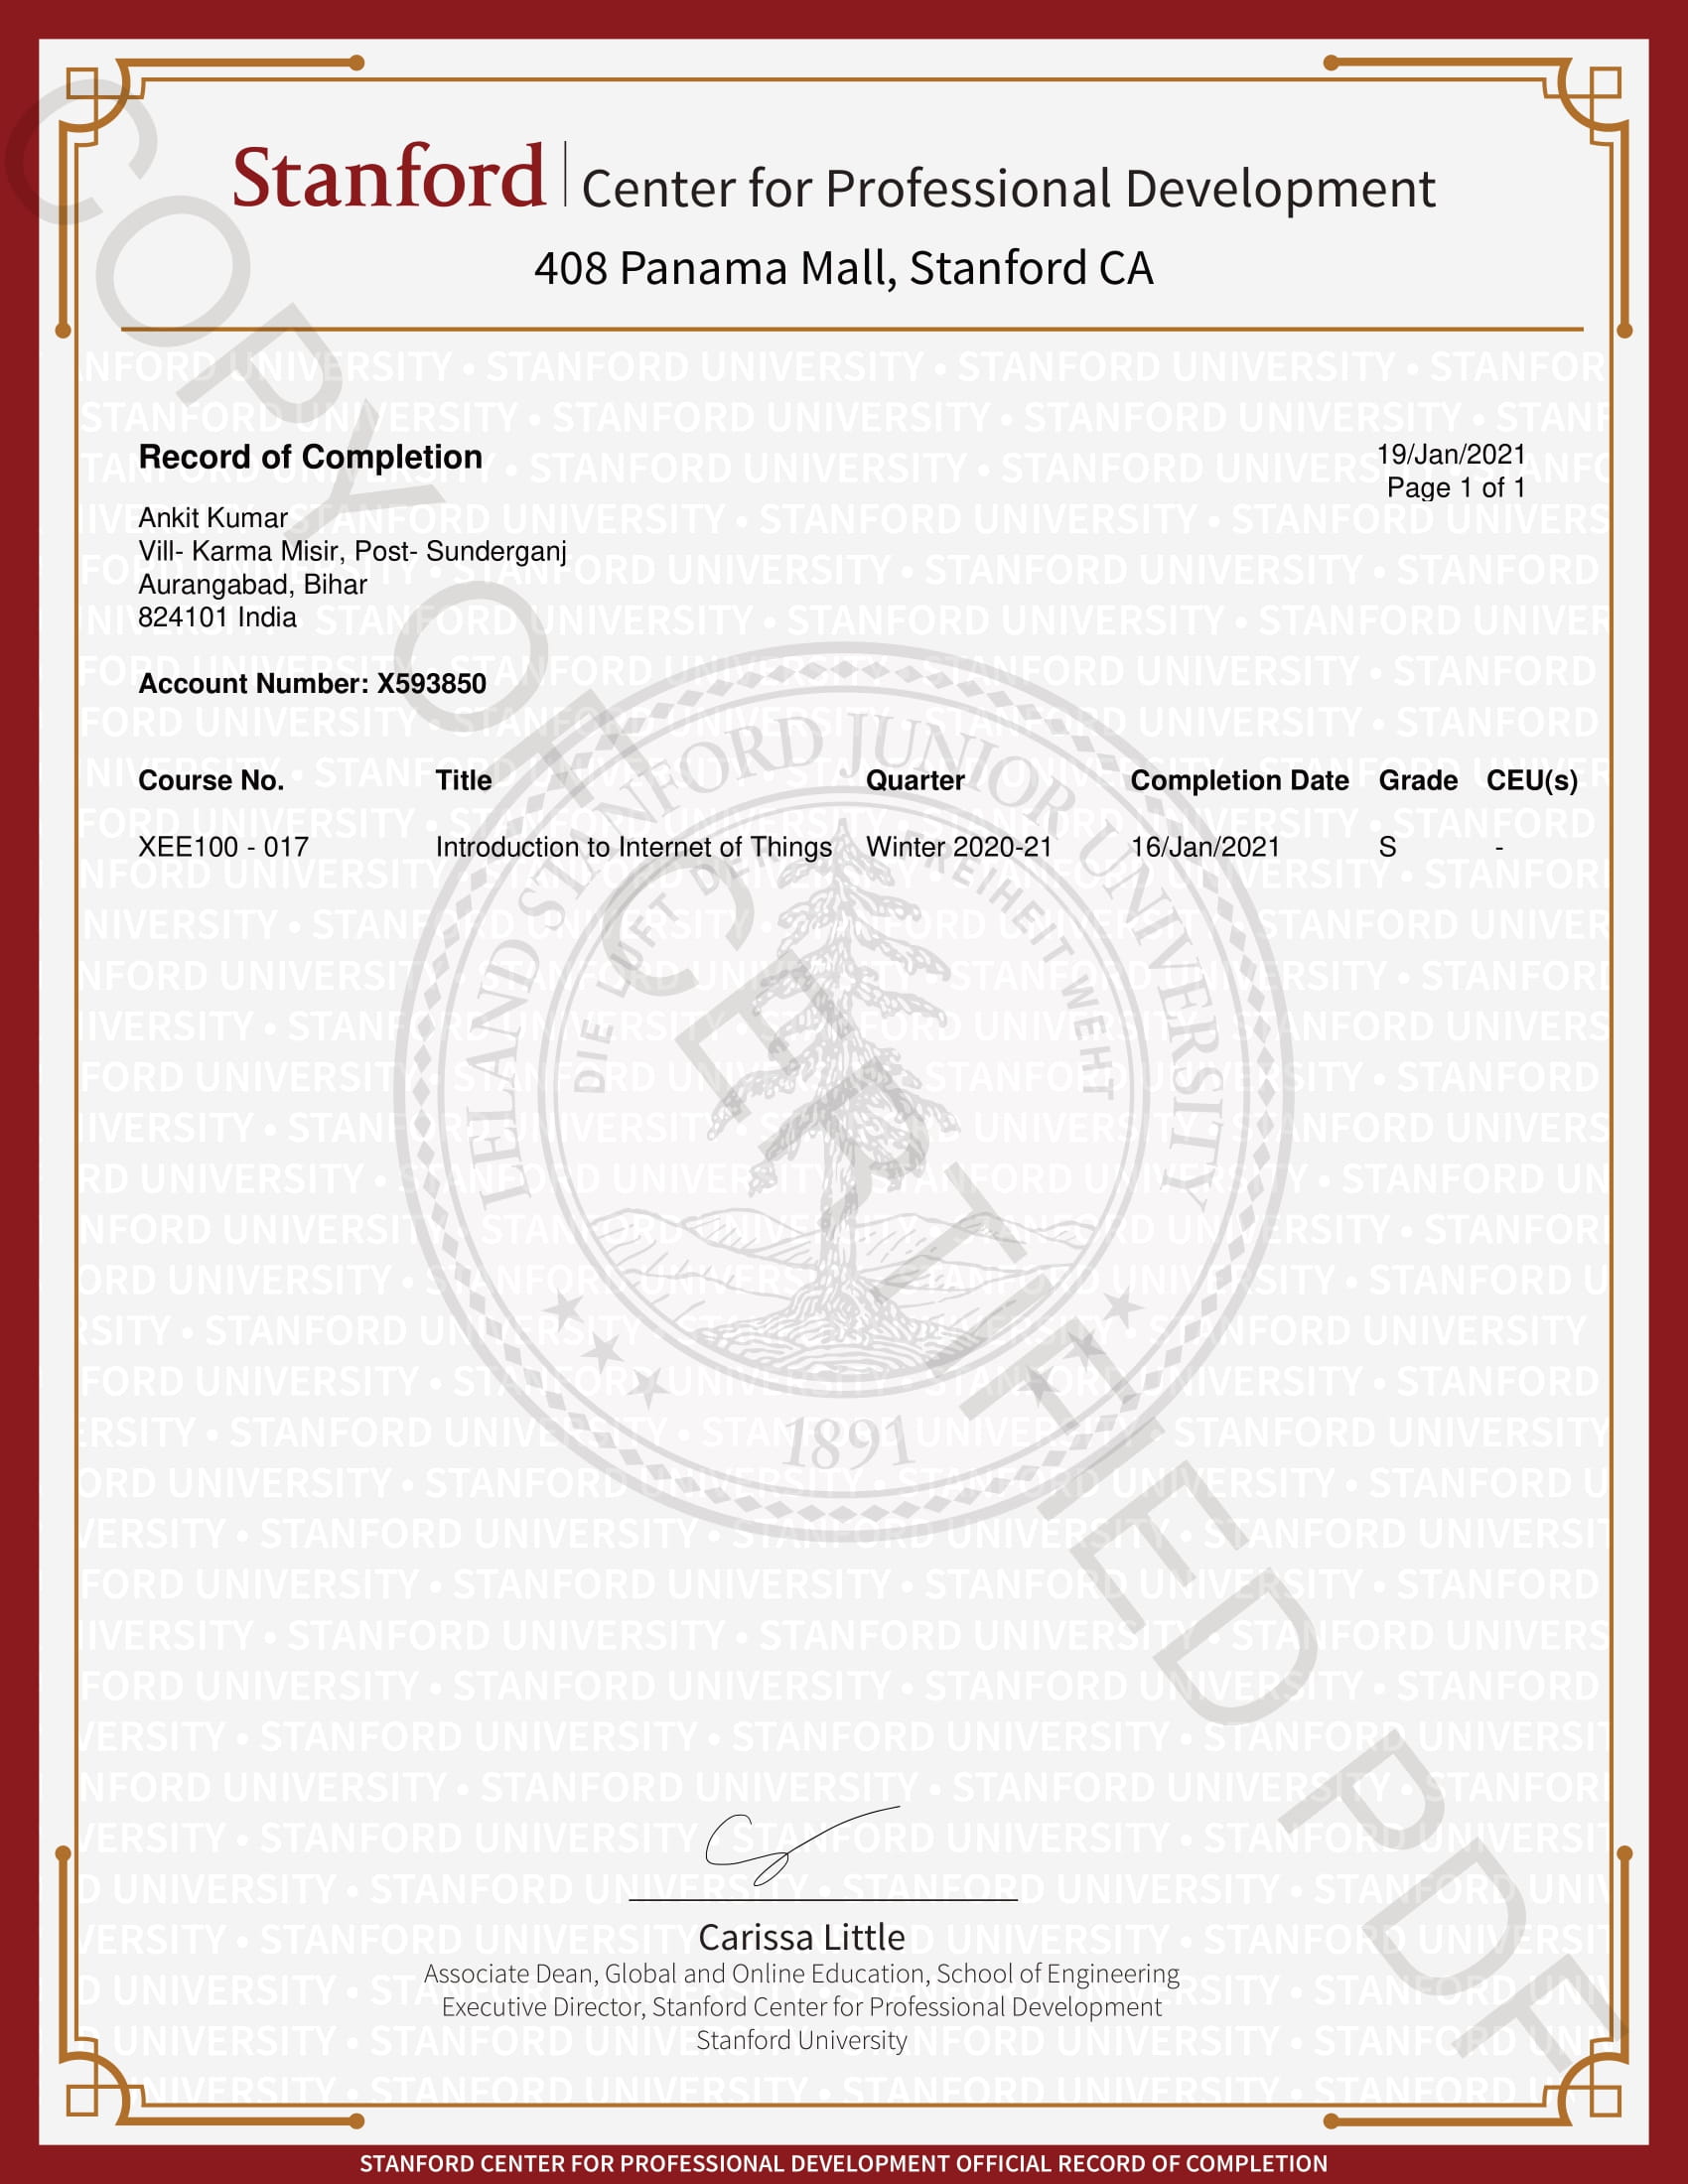 Stanford | Center for Professional Development
408 Panama Mall, Stanford CA
Record of Completion
19/Jan/2021
Page 1 of 1
Ankit Kumar
Vill- Karma Misir, Post- Sunderganj
Aurangabad, Bihar
824101 India
Account Number: X593850
Course No. Title Quarter Completion Date Grade CEU(s)
XEE100 - 017 Introduction to Internet of Things Winter 2020-21 16/Jan/2021 S -
COPY OF CERTIFIED PDF
LELAND STANFORD JUNIOR UNIVERSITY
DIE LUFT DER FREIHEIT WEHT
1891
Carissa Little
Associate Dean, Global and Online Education, School of Engineering
Executive Director, Stanford Center for Professional Development
Stanford University
STANFORD CENTER FOR PROFESSIONAL DEVELOPMENT OFFICIAL RECORD OF COMPLETION